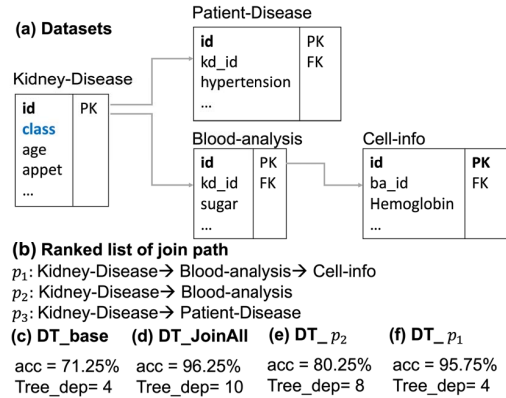 (a) Datasets
Patient-Disease
id PK
kd_id FK
hypertension
...
Kidney-Disease
id PK
class
age
appet
...
Blood-analysis
id PK
kd_id FK
sugar
...
Cell-info
id PK
ba_id FK
Hemoglobin
...
(b) Ranked list of join path
p₁: Kidney-Disease→ Blood-analysis→ Cell-info
p₂: Kidney-Disease→ Blood-analysis
p₃: Kidney-Disease→ Patient-Disease
(c) DT_base (d) DT_JoinAll (e) DT_ p₂ (f) DT_ p₁
acc = 71.25% acc = 96.25% acc = 80.25% acc = 95.75%
Tree_dep= 4 Tree_dep= 10 Tree_dep= 8 Tree_dep= 4